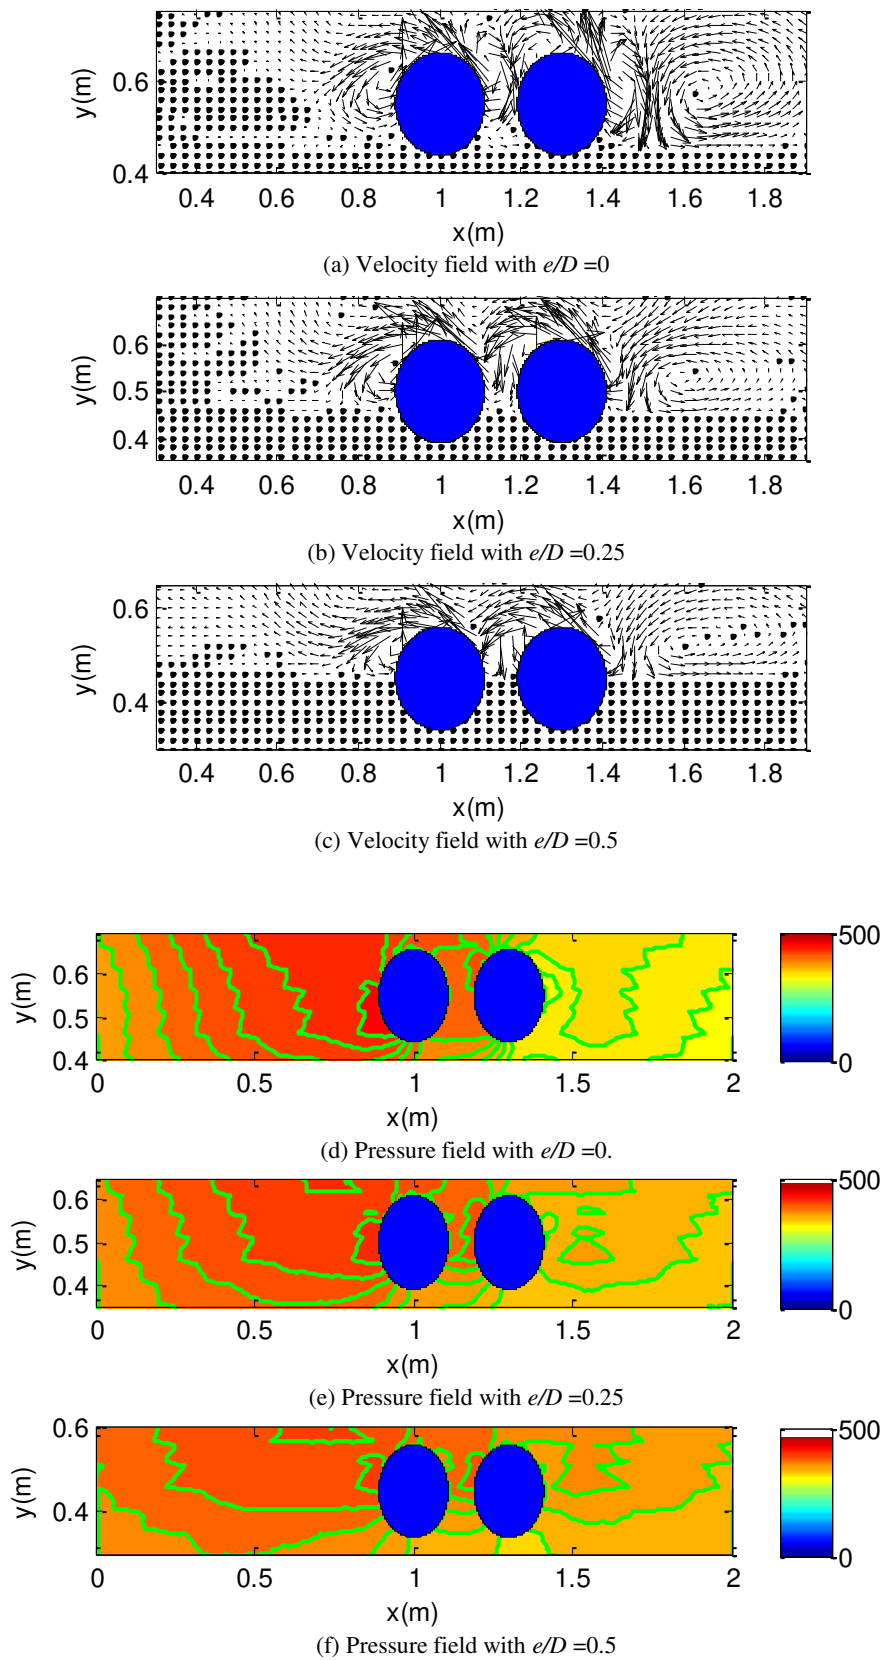 y(m)
0.6
0.4
0.4 0.6 0.8 1 1.2 1.4 1.6 1.8
x(m)
(a) Velocity field with e/D =0
y(m)
0.6
0.5
0.4
0.4 0.6 0.8 1 1.2 1.4 1.6 1.8
x(m)
(b) Velocity field with e/D =0.25
y(m)
0.6
0.4
0.4 0.6 0.8 1 1.2 1.4 1.6 1.8
x(m)
(c) Velocity field with e/D =0.5
y(m)
0.6
0.5
0.4
0 0.5 1 1.5 2
500
0
x(m)
(d) Pressure field with e/D=0.
y(m)
0.6
0.5
0.4
0 0.5 1 1.5 2
500
0
x(m)
(e) Pressure field with e/D =0.25
y(m)
0.6
0.4
0 0.5 1 1.5 2
500
0
x(m)
(f) Pressure field with e/D =0.5